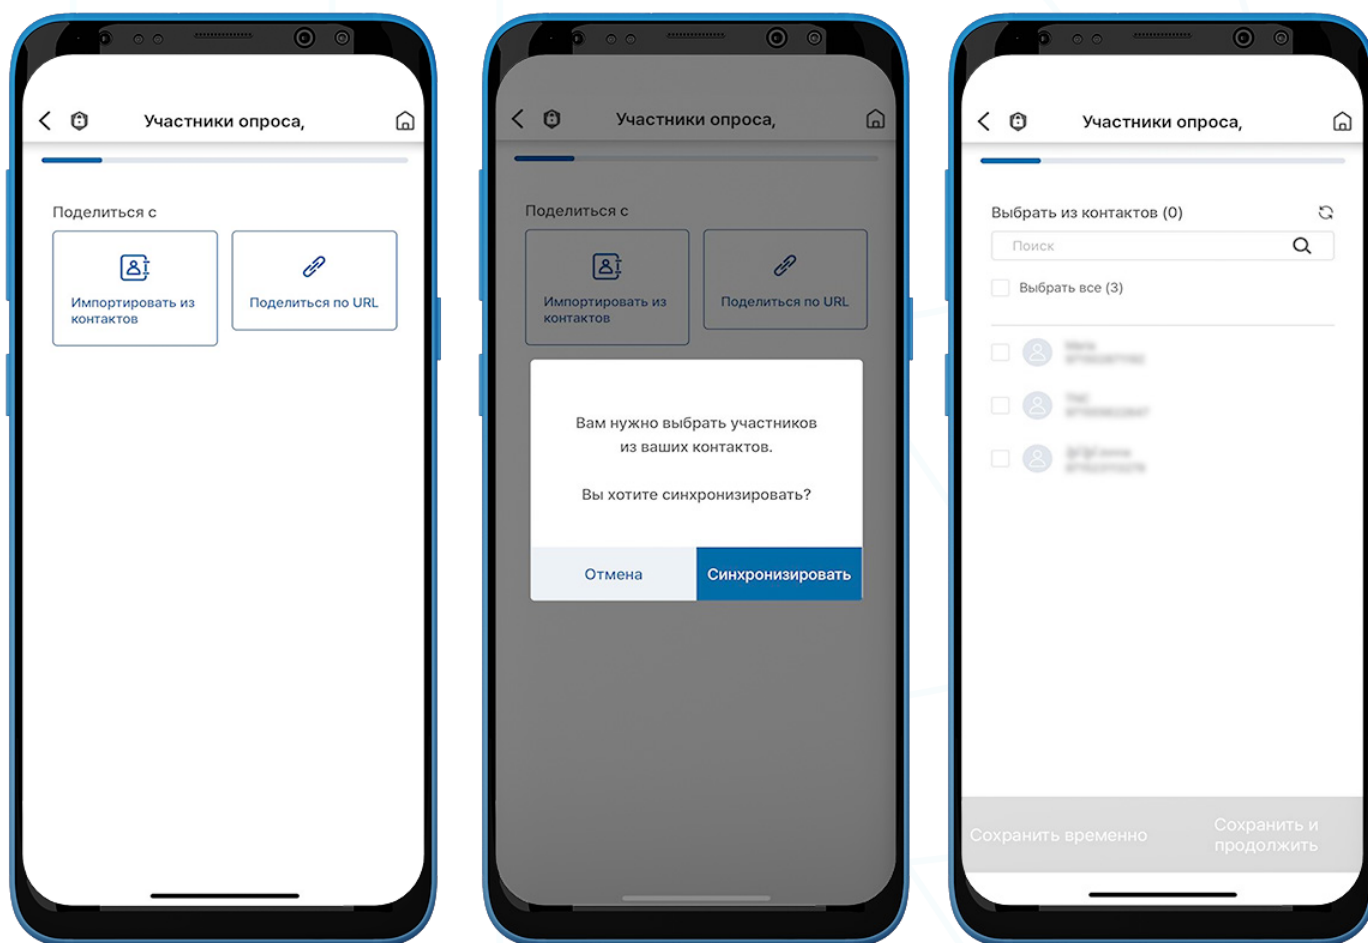 Участники опроса,
Поделиться с
Импортировать из
контактов
Поделиться по URL
Участники опроса,
Поделиться с
Импортировать из
контактов
Поделиться по URL
Вам нужно выбрать участников
из ваших контактов.
Вы хотите синхронизировать?
Отмена
Синхронизировать
Участники опроса,
Выбрать из контактов (0)
Поиск
Выбрать все (3)
Сохранить временно
Сохранить и
продолжить